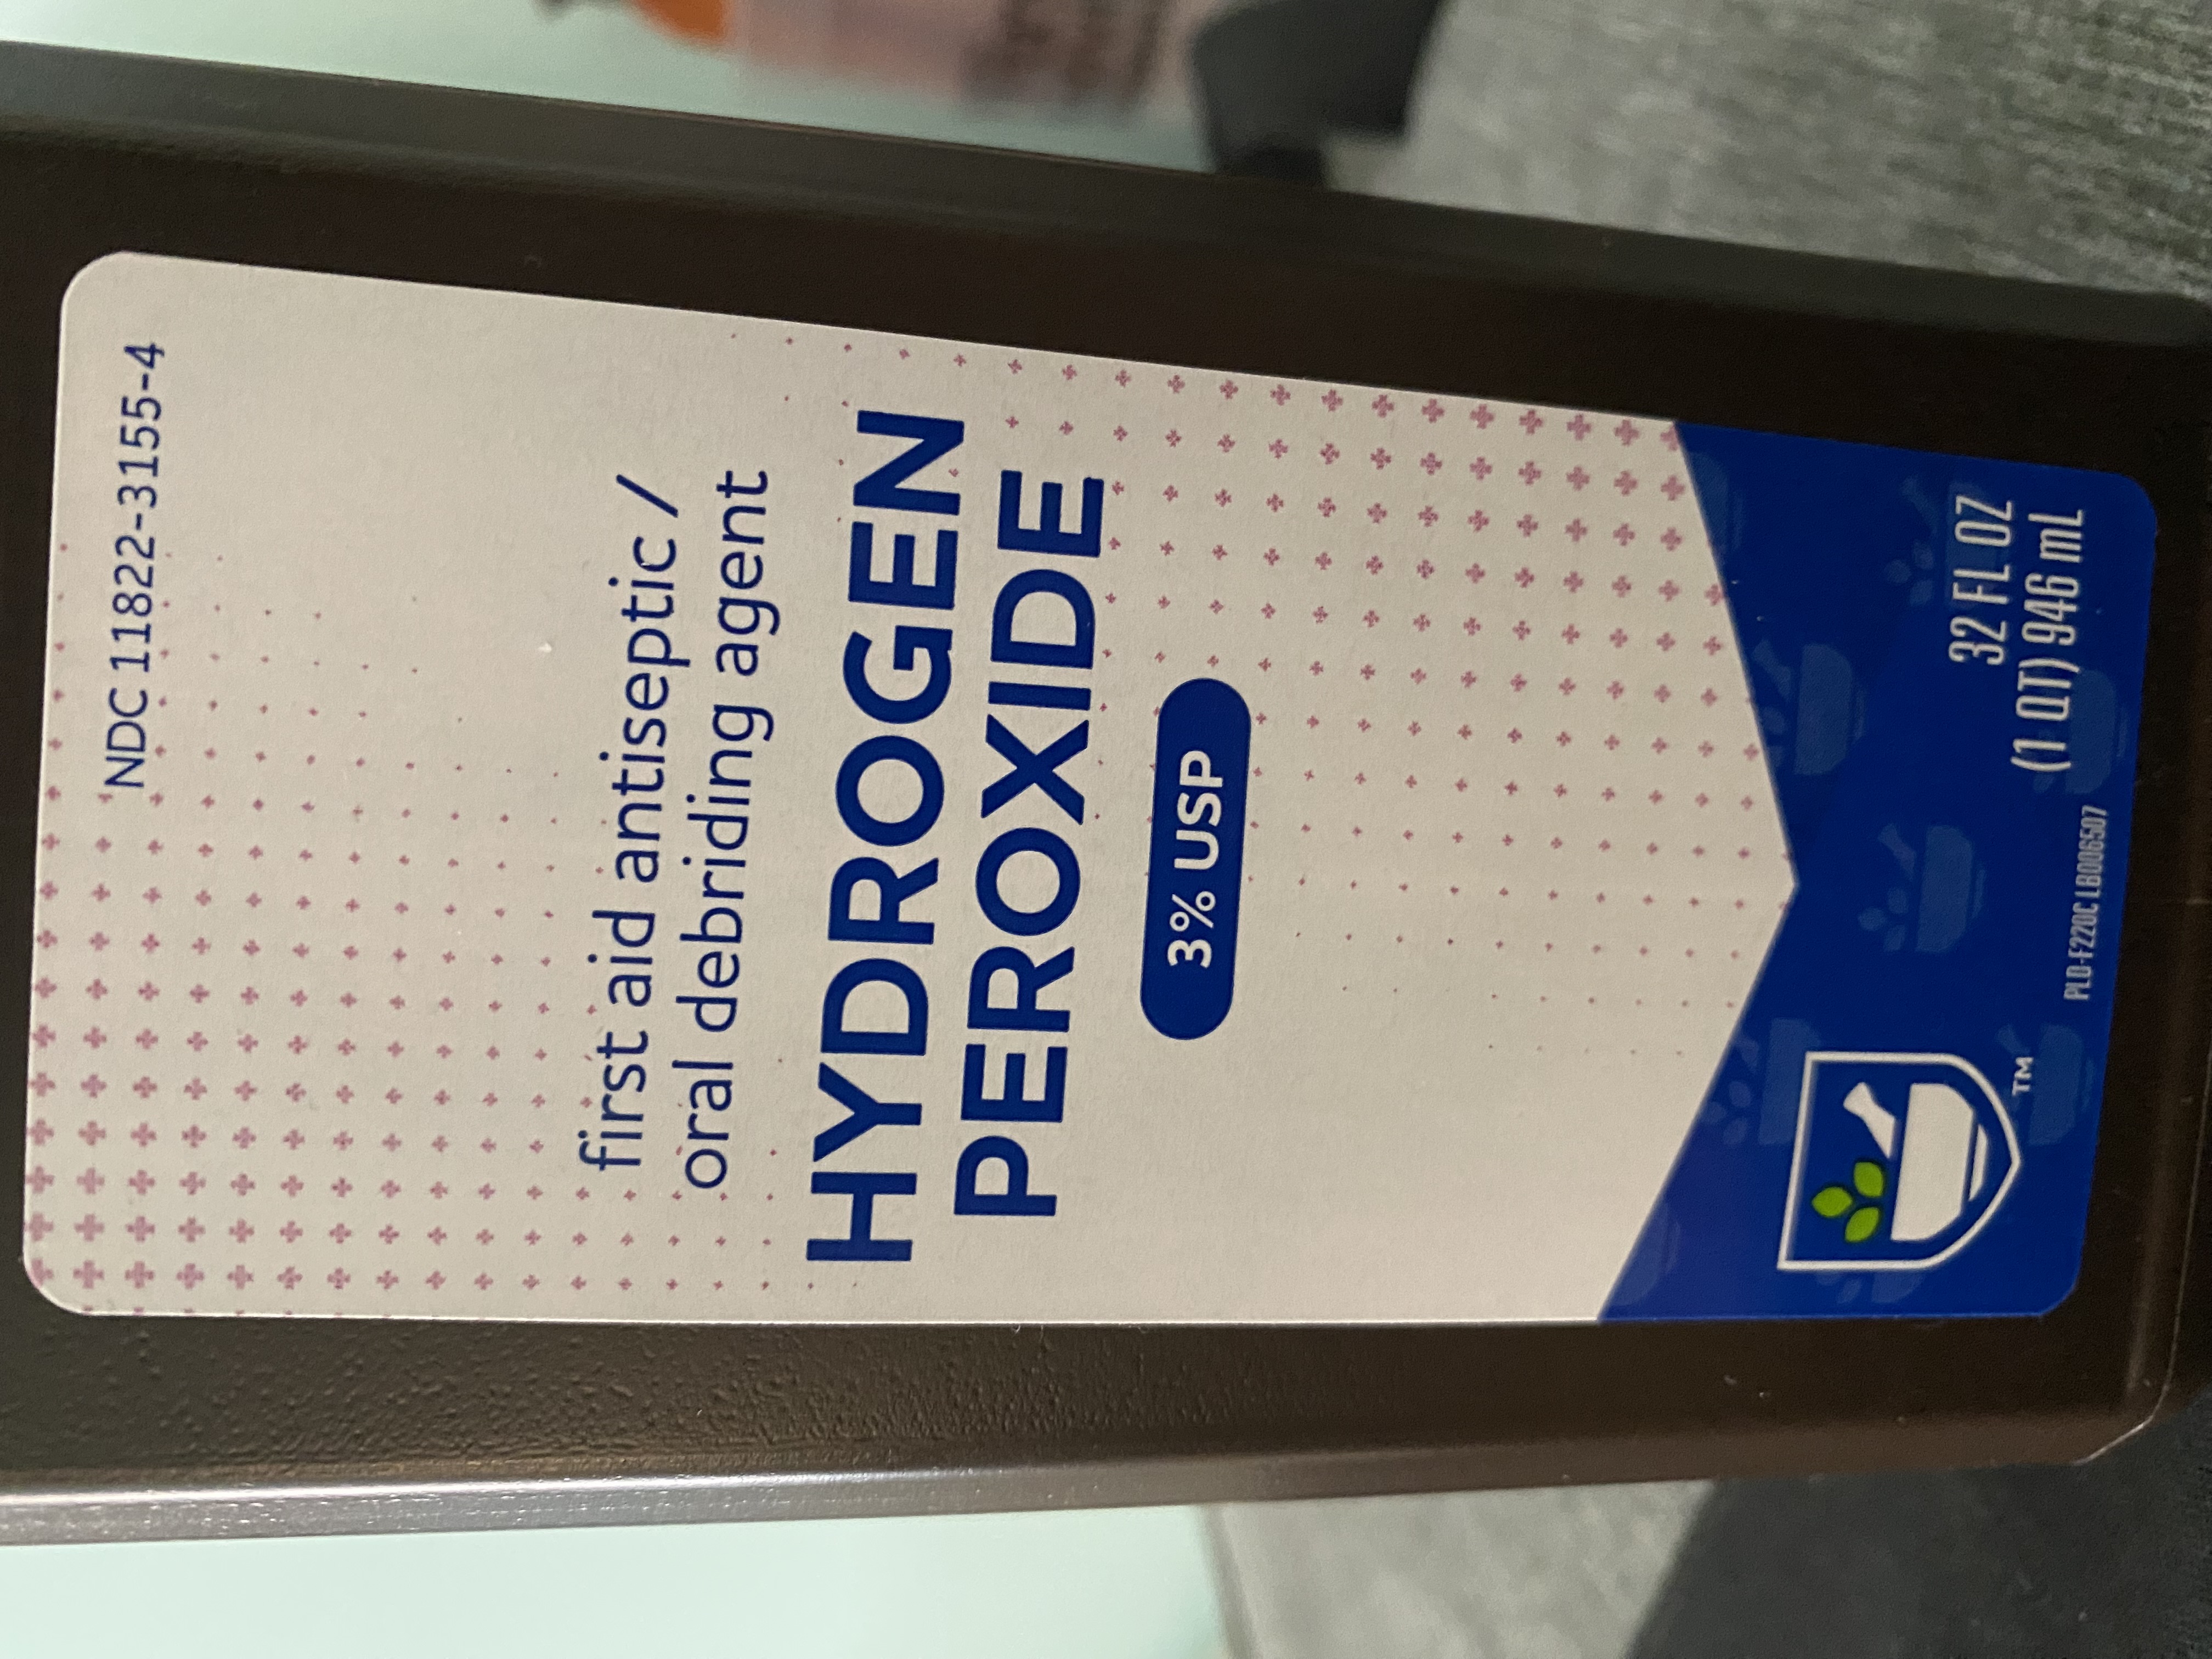 NDC 11822-3155-4
first aid antiseptic /
oral debriding agent
HYDROGEN
PEROXIDE
3% USP
TM
32 FL OZ
(1 QT) 946 mL
PLD-F220C LB006507